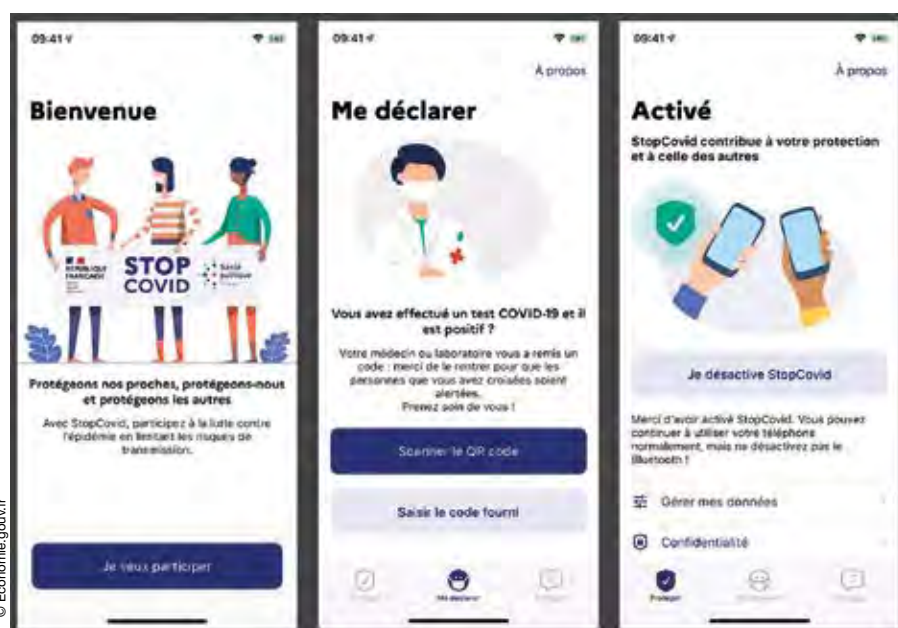 09:41
Bienvenue
RÉPUBLIQUE
FRANÇAISE
STOP
COVID
Santé
publique
Protégeons nos proches, protégeons-nous
et protégeons les autres
Avec StopCovid, participez à la lutte contre
l'épidémie en limitant les risques de
transmission.
Je veux participer
© Economie.gouv.fr
09:41
À propos
Me déclarer
Vous avez effectué un test COVID-19 et il
est positif ?
Votre médecin ou laboratoire vous a remis un
code : merci de le rentrer pour que les
personnes que vous avez croisées soient
alertées.
Prenez soin de vous !
Scanner le QR code
Saisir le code fourni
Me déclarer
09:41
À propos
Activé
StopCovid contribue à votre protection
et à celle des autres
Je désactive StopCovid
Merci d'avoir activé StopCovid. Vous pouvez
continuer à utiliser votre téléphone
normalement, mais ne désactivez pas le
Bluetooth !
Gérer mes données
Confidentialité
Protéger